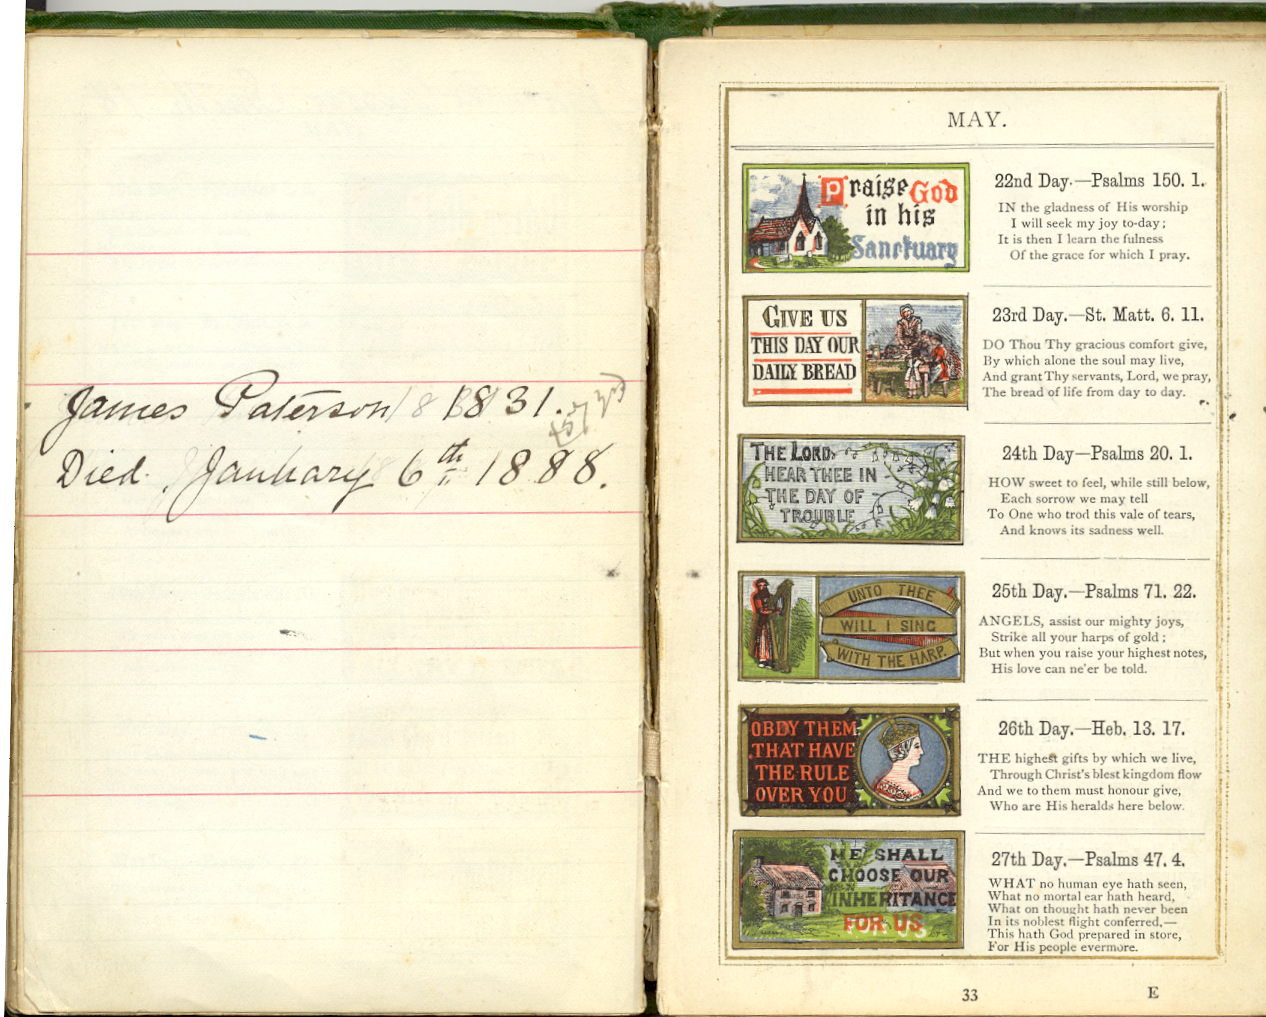 James Paterson 1831.
Died. January 6th 1888.
MAY.
Praise God
in his
Sanctuary
22nd Day.—Psalms 150. 1.
IN the gladness of His worship
I will seek my joy to-day;
It is then I learn the fulness
Of the grace for which I pray.
GIVE US
THIS DAY OUR
DAILY BREAD
23rd Day.—St. Matt. 6. 11.
DO Thou Thy gracious comfort give,
By which alone the soul may live,
And grant Thy servants, Lord, we pray,
The bread of life from day to day.
THE LORD
HEAR THEE IN
THE DAY OF
TROUBLE
24th Day—Psalms 20. 1.
HOW sweet to feel, while still below,
Each sorrow we may tell
To One who trod this vale of tears,
And knows its sadness well.
UNTO THEE
WILL I SING
WITH THE HARP.
25th Day.—Psalms 71. 22.
ANGELS, assist our mighty joys,
Strike all your harps of gold;
But when you raise your highest notes,
His love can ne'er be told.
OBEY THEM
THAT HAVE
THE RULE
OVER YOU
26th Day.—Heb. 13. 17.
THE highest gifts by which we live,
Through Christ's blest kingdom flow
And we to them must honour give,
Who are His heralds here below.
HE SHALL
CHOOSE OUR
INHERITANCE
FOR US
27th Day.—Psalms 47. 4.
WHAT no human eye hath seen,
What no mortal ear hath heard,
What on thought hath never been
In its noblest flight conferred,—
This hath God prepared in store,
For His people evermore.
33
E